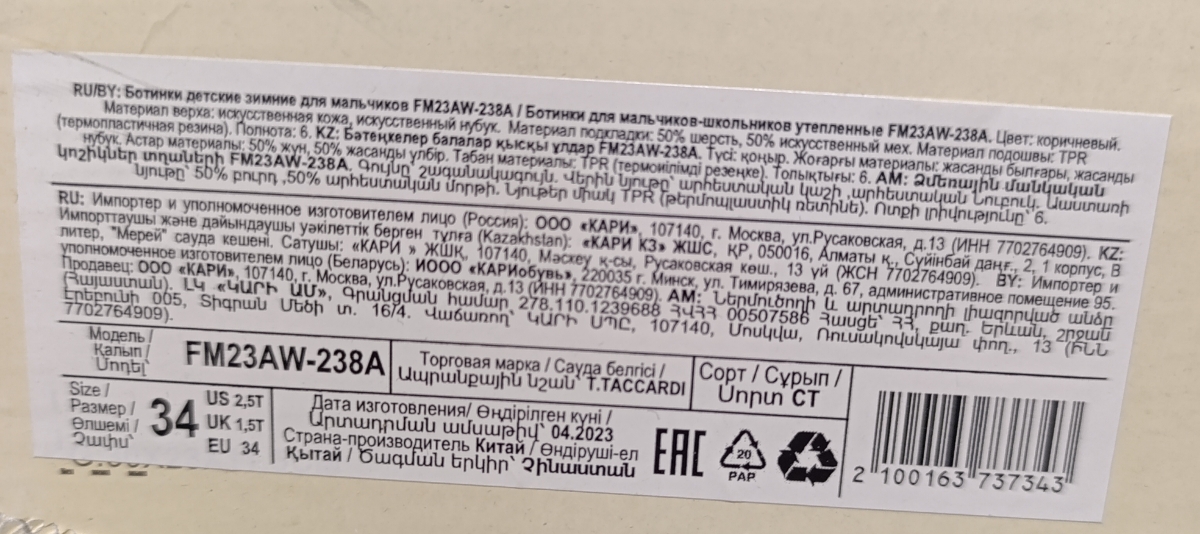 RU/BY: Ботинки детские зимние для мальчиков FM23AW-238A / Ботинки для мальчиков-школьников утепленные FM23AW-238A. Цвет: коричневый.
Материал верха: искусственная кожа, искусственный нубук. Материал подкладки: 50% шерсть, 50% искусственный мех. Материал подошвы: TPR
(термопластичная резина). Полнота: 6. KZ: Бәтеңкелер балалар қысқы ұлдар FM23AW-238A. Түсі: қоңыр. Жоғарғы материалы: жасанды былғары, жасанды
нубук. Астар материалы: 50% жүн, 50% жасанды үлбір. Табан материалы: TPR (термоиілімді резеңке). Толықтығы: 6. AM: Ձմեռային մանկական
կոշիկներ տղաների FM23AW-238A. Գույնը՝ շագանակագույն. Վերին նյութը՝ արհեստական կաշի ,արհեստական նուբուկ. Աստառի
նյութը՝ 50% բուրդ ,50% արհեստական մորթի. Նյութեր միակ TPR (թերմոպլաստիկ ռետինե). Ոտքի լրիվությունը՝ 6.
RU: Импортер и уполномоченное изготовителем лицо (Россия): ООО «КАРИ», 107140, г. Москва, ул.Русаковская, д.13 (ИНН 7702764909). KZ:
Импорттаушы және дайындаушы уәкілеттік берген тұлға (Kazakhstan): «КАРИ КЗ» ЖШС, ҚР, 050016, Алматы қ., Сүйінбай даңғ., 2, 1 корпус, В
литер, "Мерей" сауда кешені. Сатушы: «КАРИ » ЖШҚ, 107140, Мәскеу қ-сы, Русаковская көш., 13 үй (ЖСН 7702764909). BY: Импортер и
уполномоченное изготовителем лицо (Беларусь): ИООО «КАРИобувь», 220035 г. Минск, ул. Тимирязева, д. 67, административное помещение 95.
Продавец: ООО «КАРИ», 107140, г. Москва, ул.Русаковская, д.13 (ИНН 7702764909). AM: Ներմուծողի և արտադրողի լիազորված անձը
(Հայաստան). ԼԿ «ԿԱՐԻ ԱՄ», Գրանցման համար 278.110.1239688 ՀՎՀՀ 00507586 Հասցե՝ ՀՀ, քաղ. Երևան, շրջան
Էրեբունի 005, Տիգրան Մեծի տ. 16/4. Վաճառող՝ ԿԱՐԻ ՍՊԸ, 107140, Մոսկվա, Ռուսակովսկայա փող., 13 (ԻՆՆ
7702764909).
Модель /
Қалып /
Մոդել՝
FM23AW-238A
Торговая марка / Сауда белгісі /
Ապրանքային նշան՝ T.TACCARDI
Сорт / Сұрып /
Սորտ СТ
Size /
Размер /
Өлшемі /
Չափս՝
34
US 2,5T
UK 1,5T
EU 34
Дата изготовления/ Өндірілген күні /
Արտադրման ամսաթիվ՝ 04.2023
Страна-производитель Китай / Өндіруші-ел
Қытай / Ծագման երկիր՝ Չինաստան
EAC
20
PAP
2 100163 737343